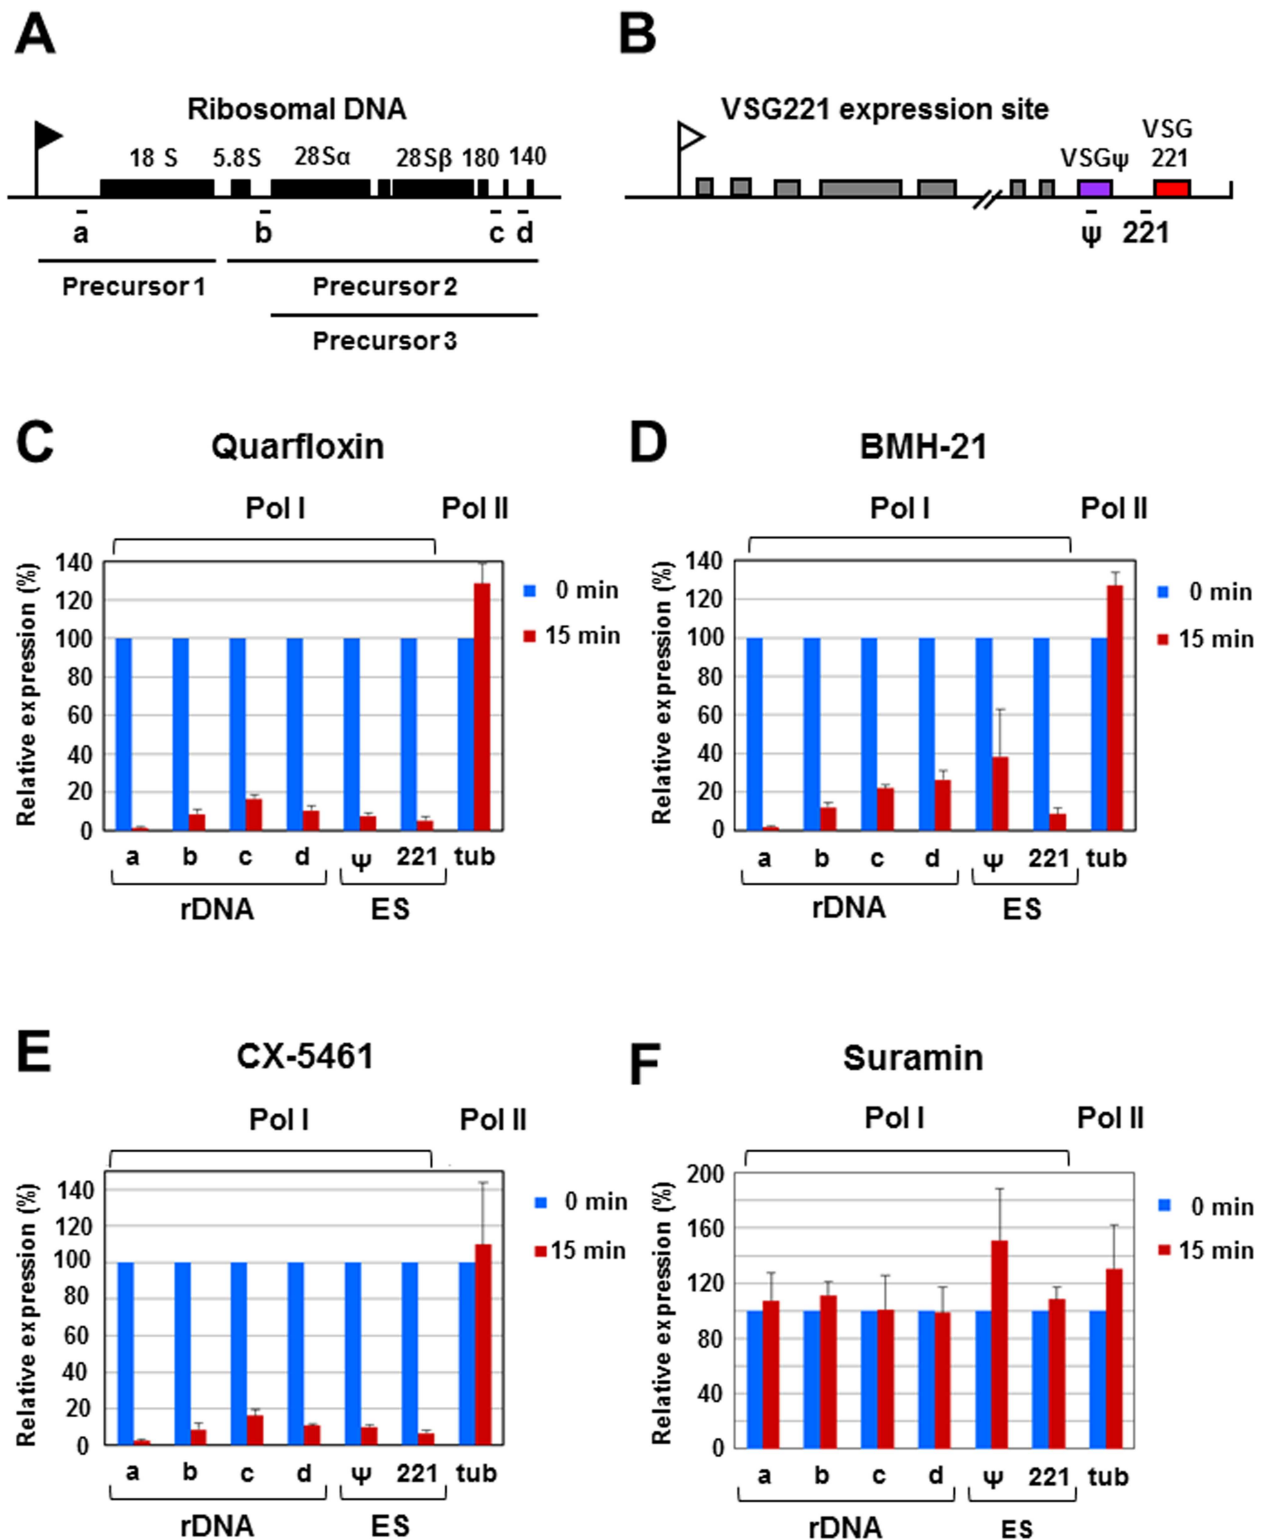 A
Ribosomal DNA
18 S 5.8S 28Sα 28Sβ 180 140
a b c d
Precursor 1 Precursor 2
Precursor 3
B
VSG221 expression site
VSG
VSGψ 221
ψ 221
C
Quarfloxin
Pol I Pol II
Relative expression (%)
140
120
100
80
60
40
20
0
0 min
15 min
a b c d ψ 221 tub
rDNA ES
D
BMH-21
Pol I Pol II
Relative expression (%)
140
120
100
80
60
40
20
0
0 min
15 min
a b c d ψ 221 tub
rDNA ES
E
CX-5461
Pol I Pol II
Relative expression (%)
140
120
100
80
60
40
20
0
0 min
15 min
a b c d ψ 221 tub
rDNA ES
F
Suramin
Pol I Pol II
Relative expression (%)
200
160
120
80
40
0
0 min
15 min
a b c d ψ 221 tub
rDNA ES